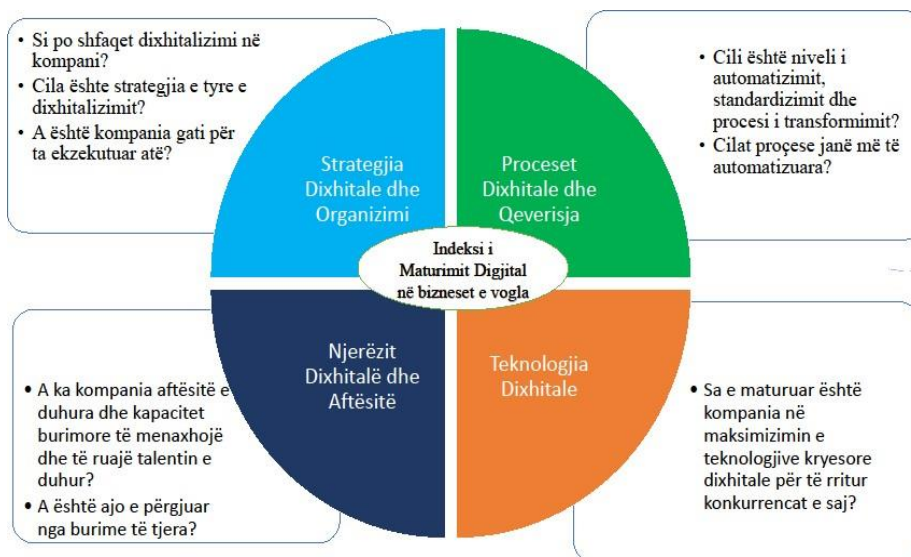 • Si po shfaqet dixhitalizimi në
kompani?
• Cila ështe strategjia e tyre e
dixhitalizimit?
• A është kompania gati për
ta ekzekutuar atë?
• Cili është niveli i
automatizimit,
standardizimit dhe
procesi i transformimit?
• Cilat proçese janë më të
automatizuara?
Strategjia
Dixhitale dhe
Organizimi
Proceset
Dixhitale dhe
Qeverisja
Indeksi i
Maturimit Digjital
në bizneset e vogla
Njerëzit
Dixhitalë dhe
Aftësitë
Teknologjia
Dixhitale
• A ka kompania aftësitë e
duhura dhe kapacitet
burimore të menaxhojë
dhe të ruajë talentin e
duhur?
• A është ajo e përgjuar
nga burime të tjera?
• Sa e maturuar është
kompania në
maksimizimin e
teknologjive kryesore
dixhitale për të rritur
konkurrencat e saj?